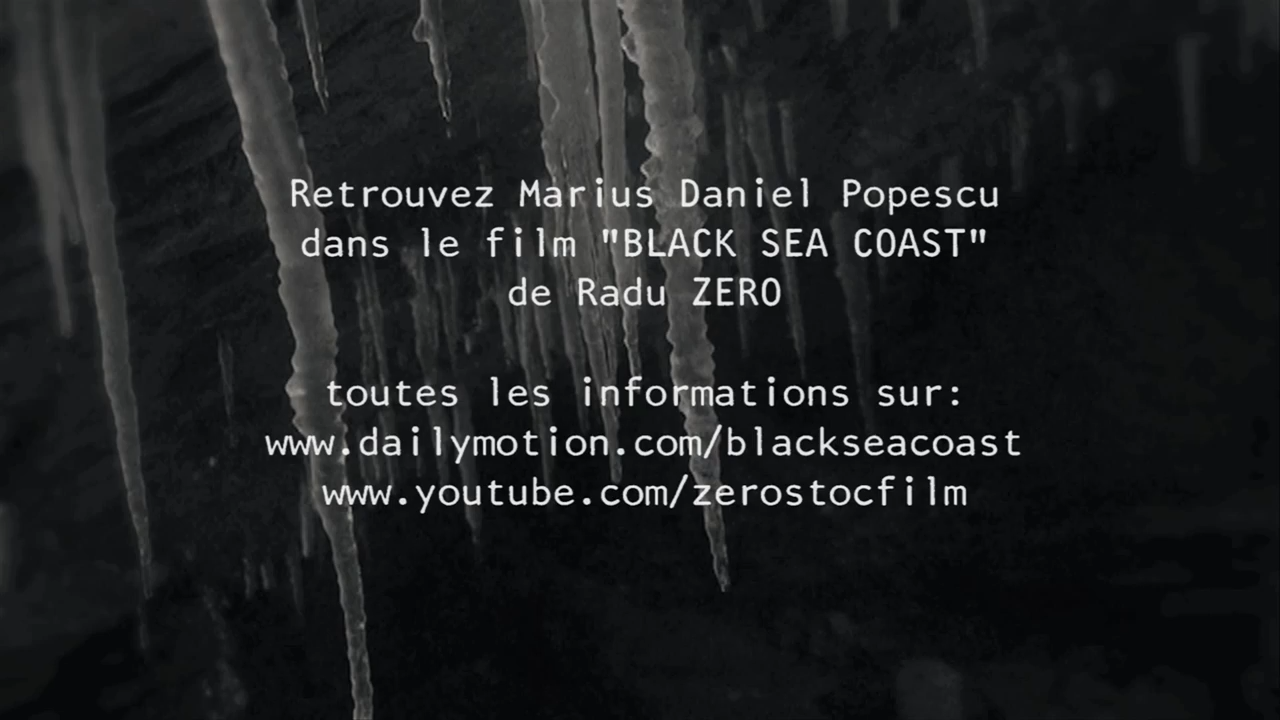 Retrouvez Marius Daniel Popescu
dans le film "BLACK SEA COAST"
de Radu ZERO
toutes les informations sur:
www.dailymotion.com/blackseacoast
www.youtube.com/zerostocfilm